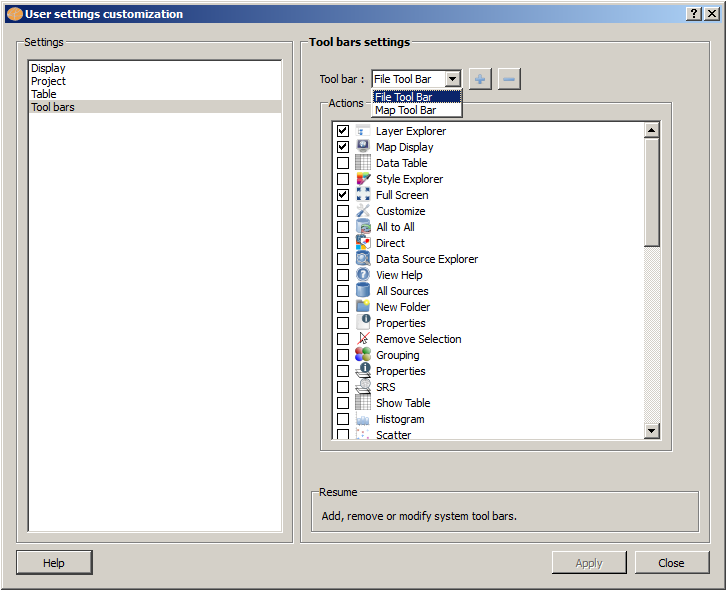 User settings customization
Settings
Display
Project
Table
Tool bars
Tool bars settings
Tool bar : File Tool Bar
File Tool Bar
Map Tool Bar
Actions
Layer Explorer
Map Display
Data Table
Style Explorer
Full Screen
Customize
All to All
Direct
Data Source Explorer
View Help
All Sources
New Folder
Properties
Remove Selection
Grouping
Properties
SRS
Show Table
Histogram
Scatter
Resume
Add, remove or modify system tool bars.
Help
Apply
Close